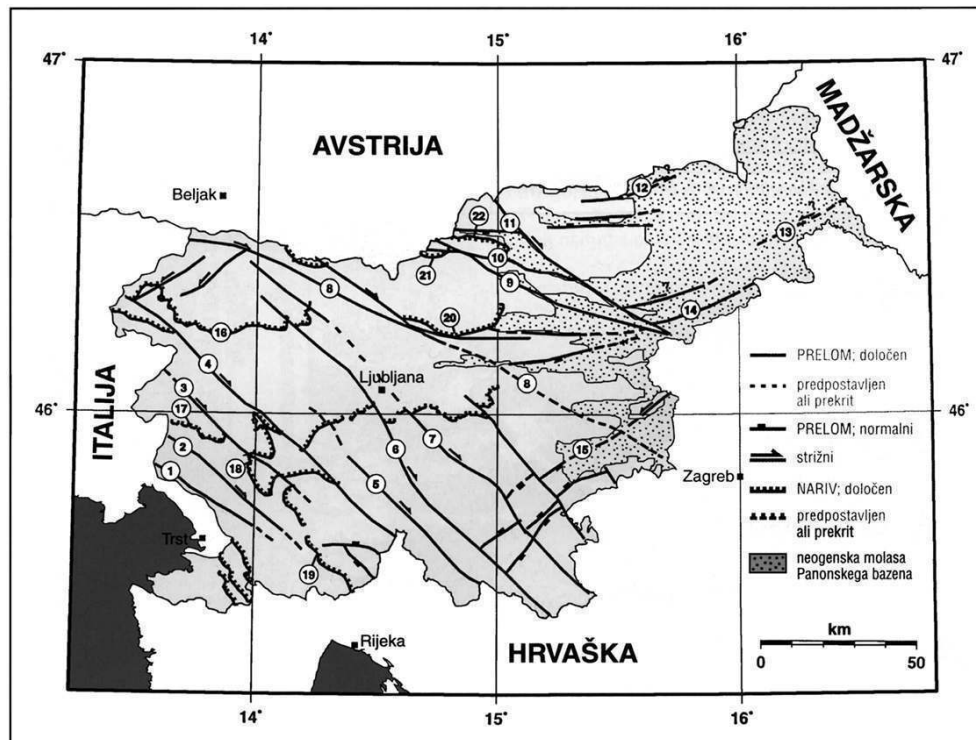 14°
15°
16°
47°
47°
AVSTRIJA
MADŽARSKA
Beljak
22
11
12
21
10
9
13
8
20
14
16
4
Ljubljana
3
8
46°
46°
ITALIJA
17
2
18
1
6
7
5
15
Zagreb
Trst
19
Rijeka
HRVAŠKA
PRELOM; določen
predpostavljen
ali prekrit
PRELOM; normalni
strižni
NARIV; določen
predpostavljen
ali prekrit
neogenska molasa
Panonskega bazena
km
0 50
14°
15°
16°